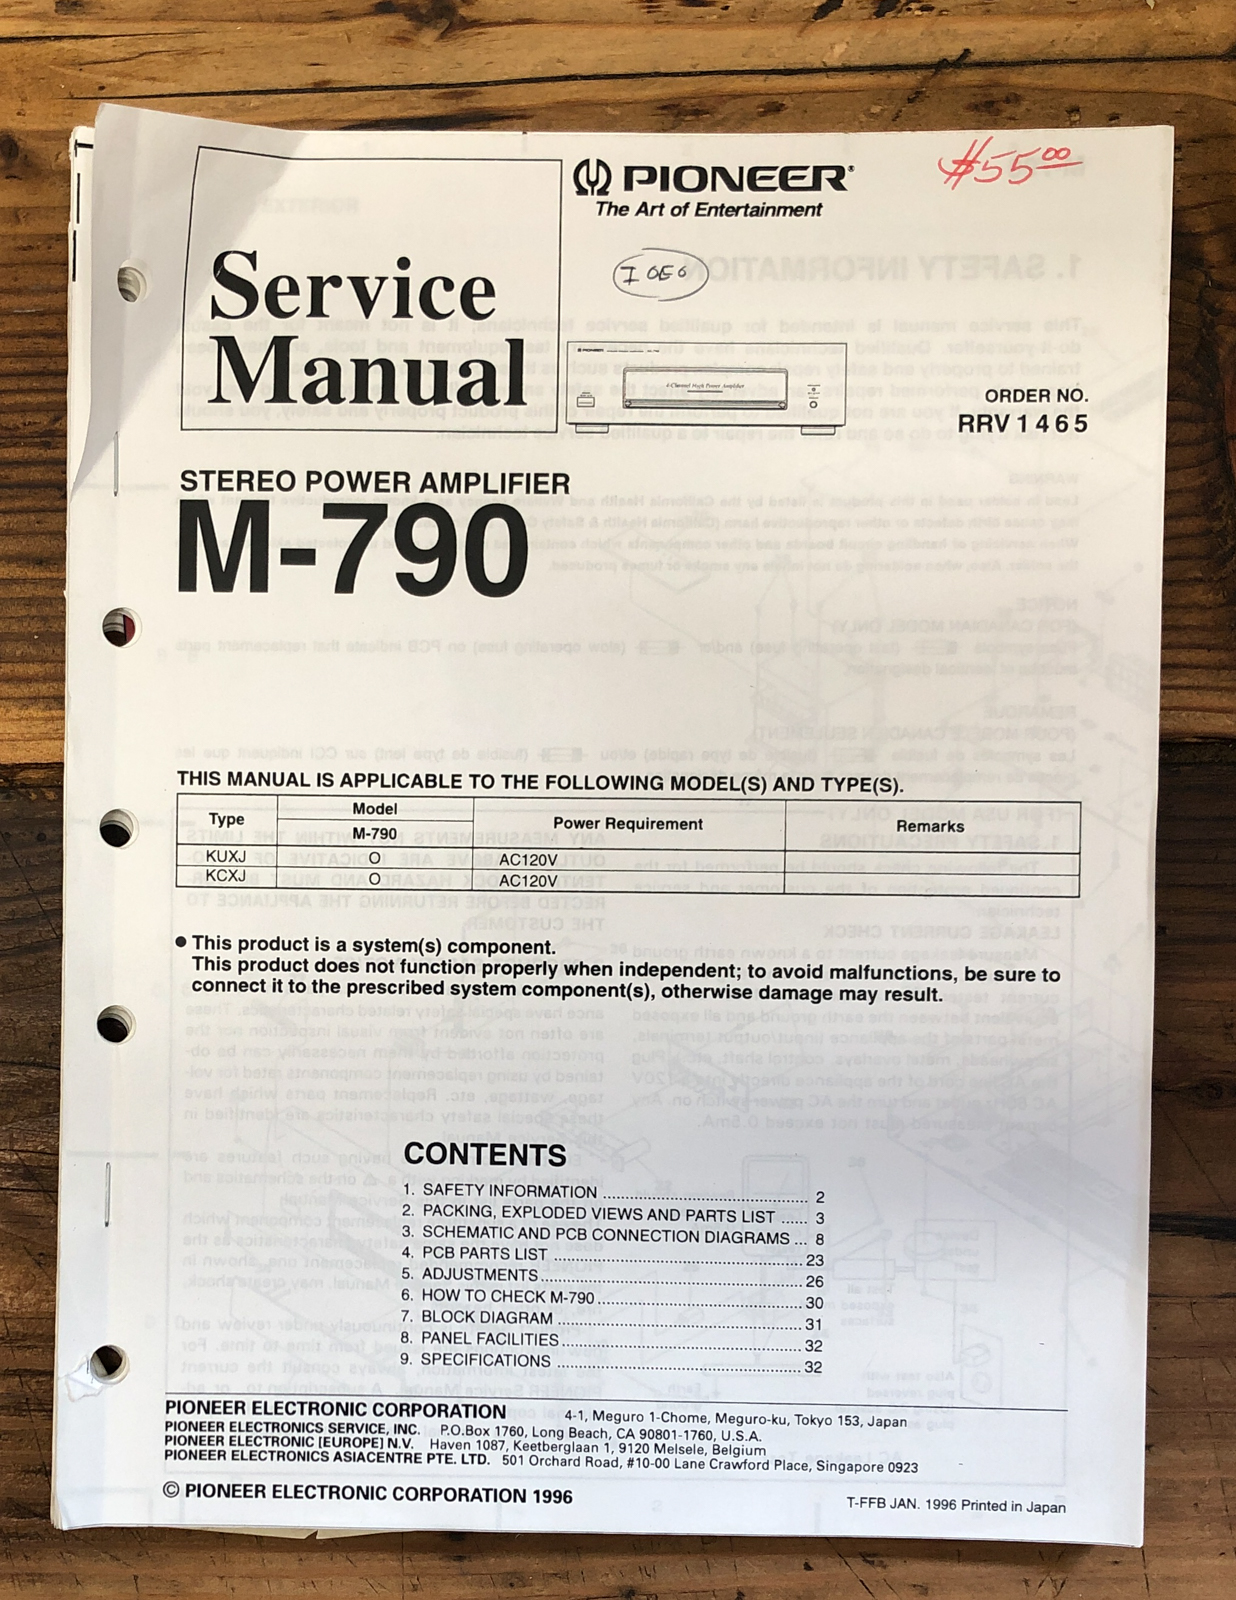 Service
Manual
PIONEER®
The Art of Entertainment
$55.00
PIONEER
4-Channel High Power Amplifier
ORDER NO.
RRV1465
STEREO POWER AMPLIFIER
M-790
THIS MANUAL IS APPLICABLE TO THE FOLLOWING MODEL(S) AND TYPE(S).
Type Model Power Requirement Remarks
M-790
KUXJ O AC120V
KCXJ O AC120V
● This product is a system(s) component.
This product does not function properly when independent; to avoid malfunctions, be sure to
connect it to the prescribed system component(s), otherwise damage may result.
CONTENTS
1. SAFETY INFORMATION ........................................ 2
2. PACKING, EXPLODED VIEWS AND PARTS LIST ...... 3
3. SCHEMATIC AND PCB CONNECTION DIAGRAMS ... 8
4. PCB PARTS LIST .................................................. 23
5. ADJUSTMENTS..................................................... 26
6. HOW TO CHECK M-790......................................... 30
7. BLOCK DIAGRAM ................................................. 31
8. PANEL FACILITIES................................................ 32
9. SPECIFICATIONS .................................................. 32
PIONEER ELECTRONIC CORPORATION 4-1, Meguro 1-Chome, Meguro-ku, Tokyo 153, Japan
PIONEER ELECTRONICS SERVICE, INC. P.O.Box 1760, Long Beach, CA 90801-1760, U.S.A.
PIONEER ELECTRONIC [EUROPE] N.V. Haven 1087, Keetberglaan 1, 9120 Melsele, Belgium
PIONEER ELECTRONICS ASIACENTRE PTE. LTD. 501 Orchard Road, #10-00 Lane Crawford Place, Singapore 0923
© PIONEER ELECTRONIC CORPORATION 1996
T-FFB JAN. 1996 Printed in Japan